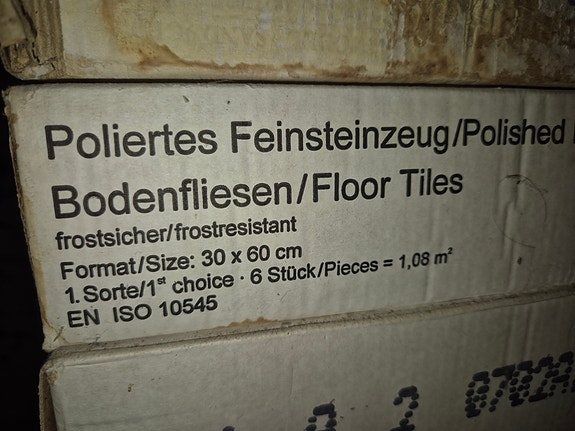 Poliertes Feinsteinzeug/Polished
Bodenfliesen/Floor Tiles
frostsicher/frostresistant
Format/Size: 30 x 60 cm
1. Sorte/1st choice · 6 Stück/Pieces = 1,08 m²
EN ISO 10545